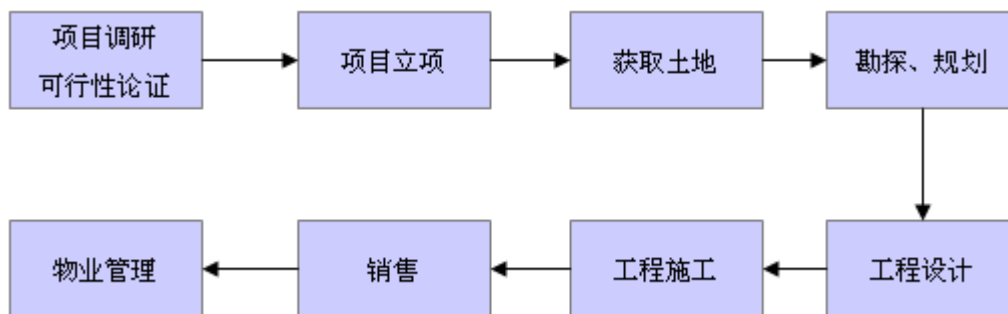 项目调研
可行性论证
项目立项
获取土地
勘探、规划
工程设计
工程施工
销售
物业管理